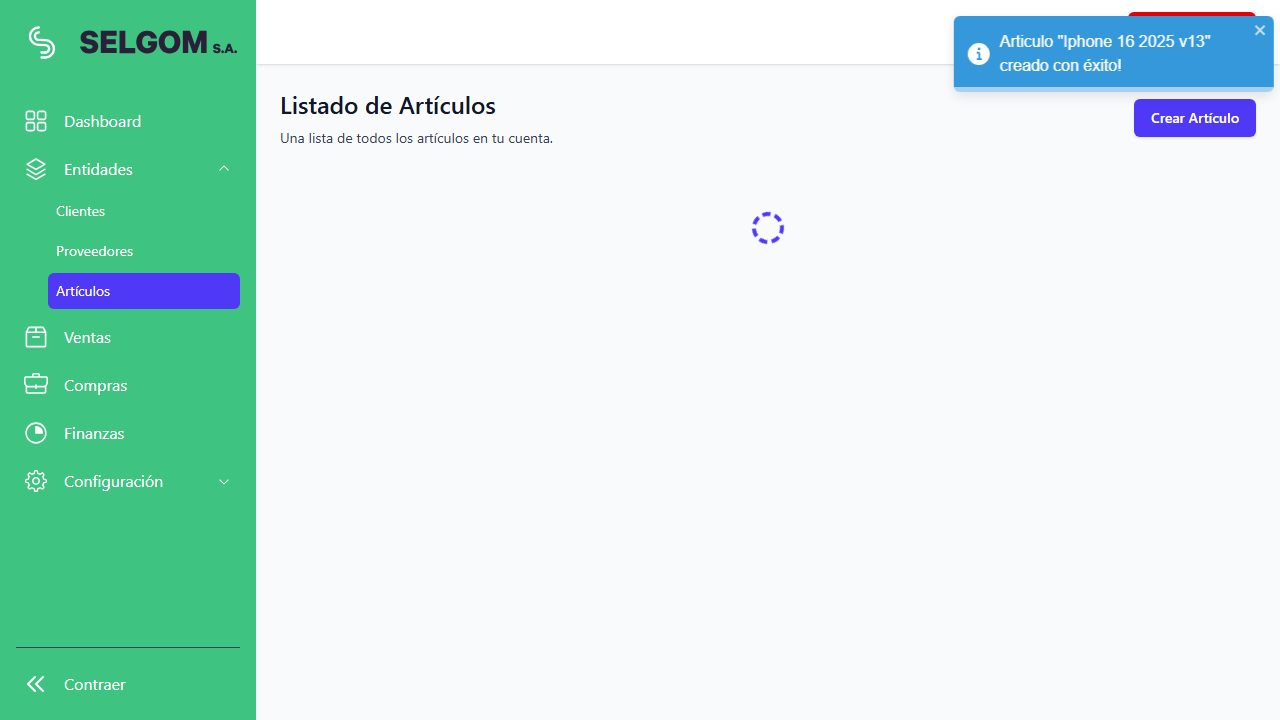 SELGOM S.A.
Articulo "Iphone 16 2025 v13"
creado con éxito!
Dashboard
Entidades
Clientes
Proveedores
Artículos
Ventas
Compras
Finanzas
Configuración
Contraer
Listado de Artículos
Una lista de todos los artículos en tu cuenta.
Crear Artículo